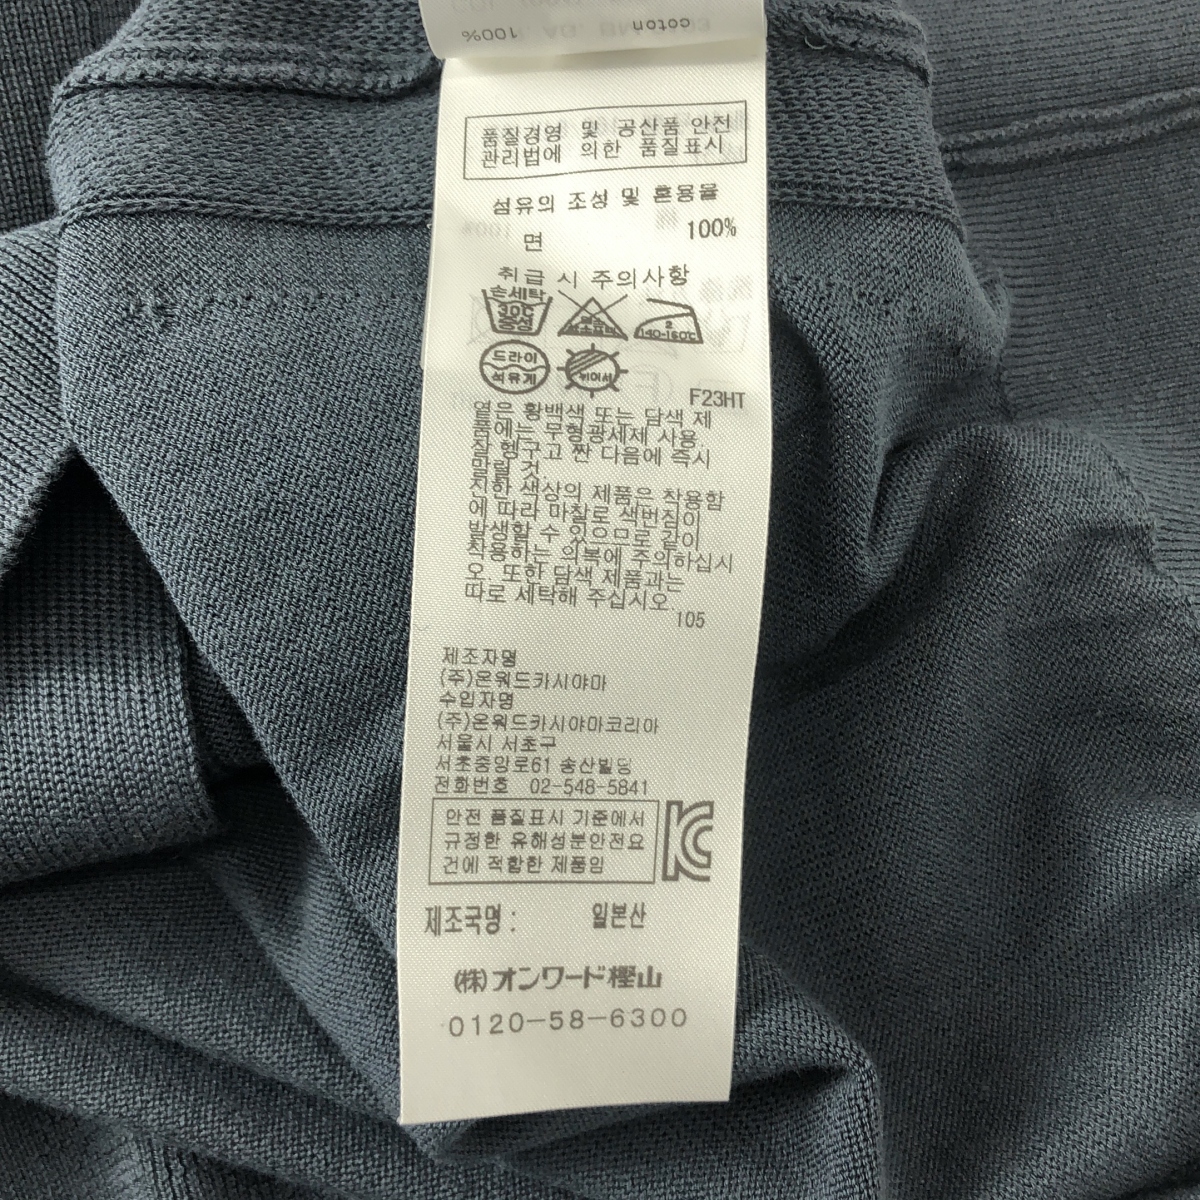 coton 100%
품질경영 및 공산품 안전
관리법에 의한 품질표시
섬유의 조성 및 혼용율
면 100%
취급 시 주의사항
손세탁
30℃
중성
2
140-160℃
드라이
석유계
뉘어서
F23HT
옅은 황백색 또는 담색 제
품에는 무형광세제 사용.
잘 헹구고 짠 다음에 즉시
말릴 것
진한 색상의 제품은 착용함
에 따라 마찰로 색번짐이
발생할 수 있으므로 같이
착용하는 의복에 주의하십시
오. 또한 담색 제품과는
따로 세탁해 주십시오.
105
제조자명
(주)온워드카시야마
수입자명
(주)온워드카시야마코리아
서울시 서초구
서초중앙로61 송산빌딩
전화번호 02-548-5841
안전 품질표시 기준에서
규정한 유해성분안전요
건에 적합한 제품임
KC
제조국명 : 일본산
(株)オンワード樫山
0120-58-6300